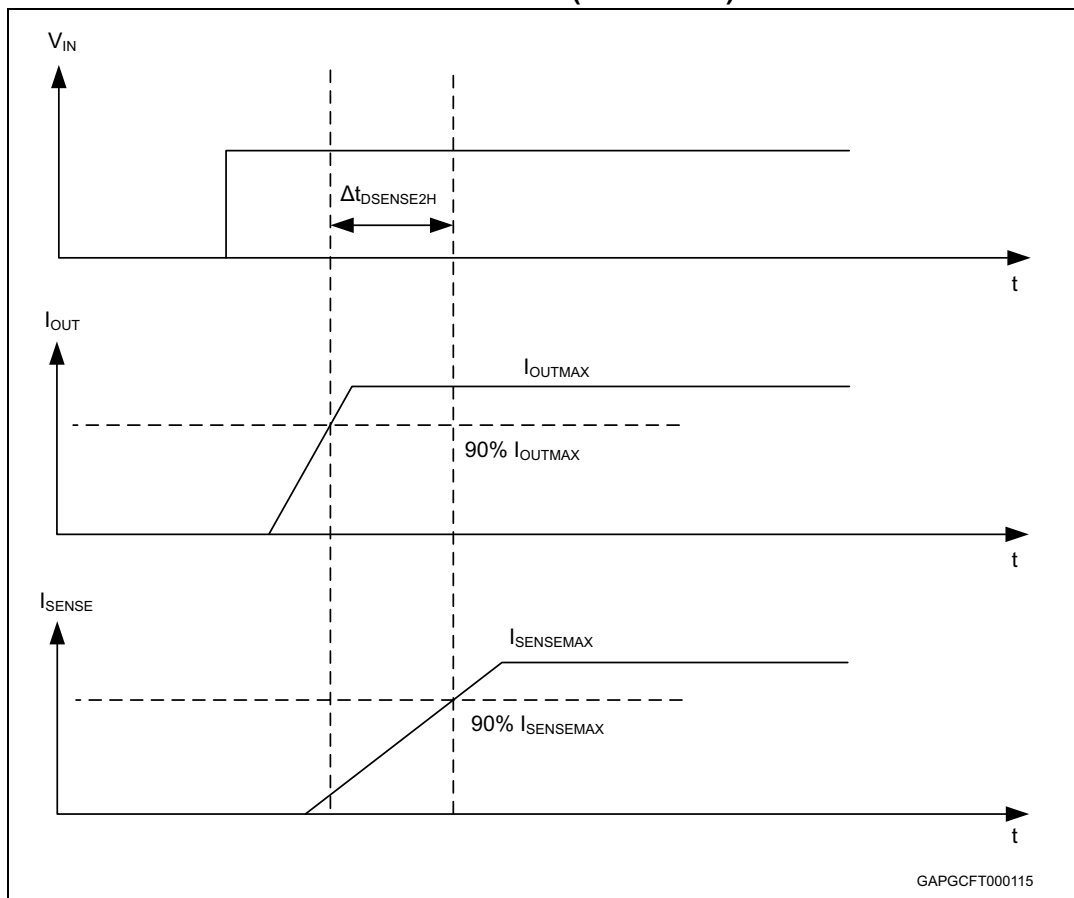 V_IN
Δt_DSENSE2H
t
I_OUT
I_OUTMAX
90% I_OUTMAX
t
I_SENSE
I_SENSEMAX
90% I_SENSEMAX
t
GAPGCFT000115